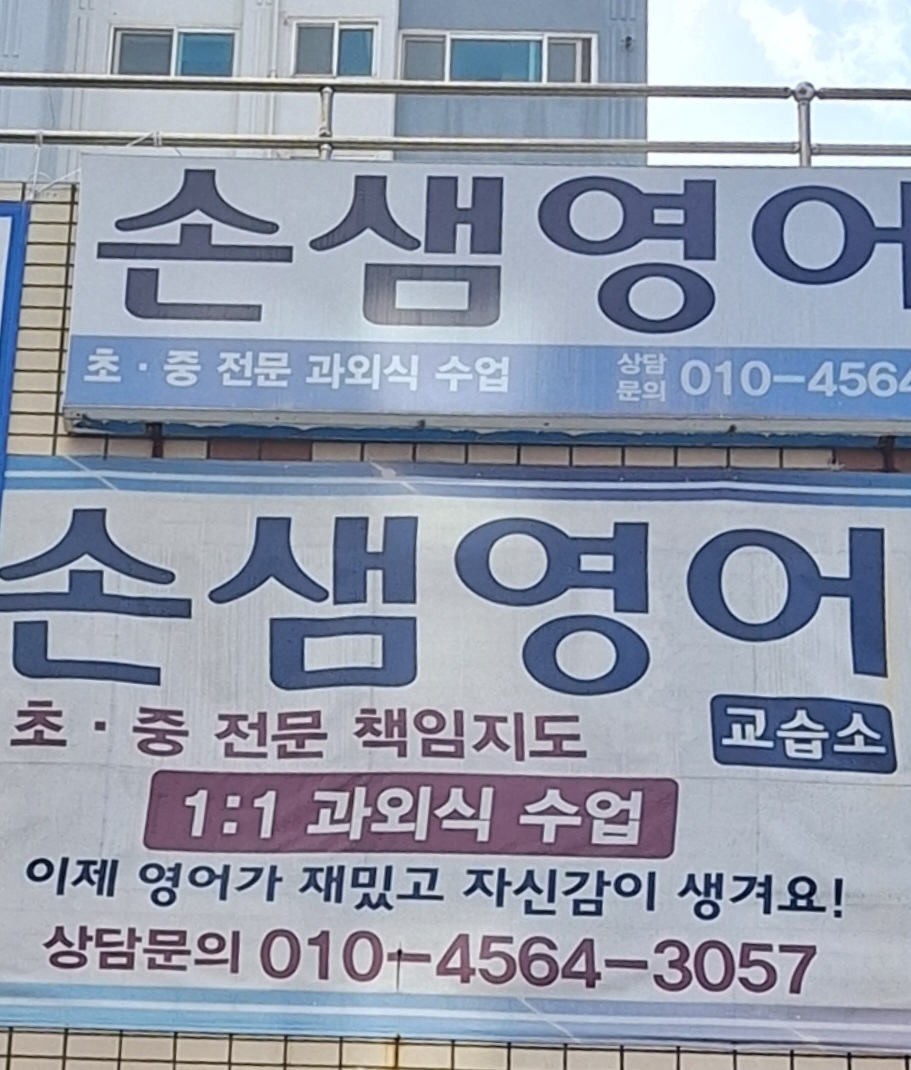 손샘영어
초 · 중 전문 과외식 수업 상담문의 010-4564
손샘영어
초 · 중 전문 책임지도 교습소
1:1 과외식 수업
이제 영어가 재밌고 자신감이 생겨요!
상담문의 010-4564-3057